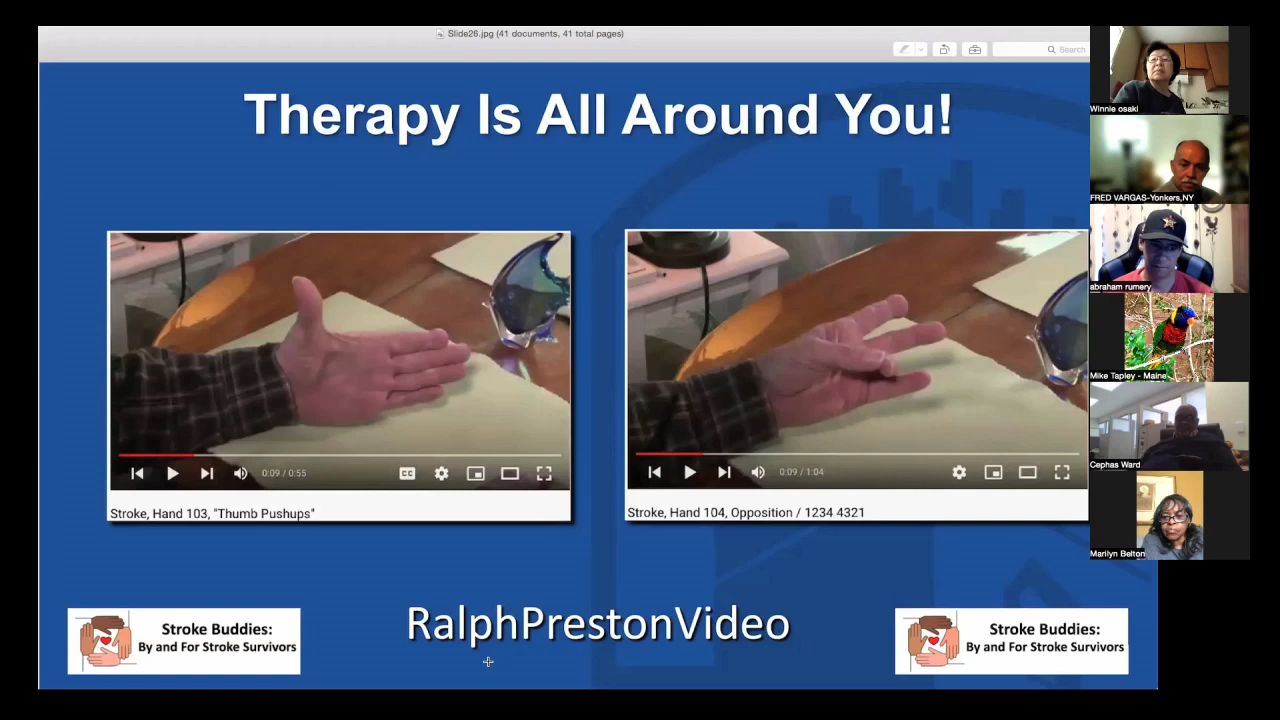 Slide26.jpg (41 documents, 41 total pages)
Search
Therapy Is All Around You!
0:09 / 0:55
CC
Stroke, Hand 103, "Thumb Pushups"
0:09 / 1:04
Stroke, Hand 104, Opposition / 1234 4321
RalphPrestonVideo
Stroke Buddies:
By and For Stroke Survivors
Stroke Buddies:
By and For Stroke Survivors
Winnie osaki
FRED VARGAS-Yonkers,NY
abraham rumery
Mike Tapley - Maine
Cephas Ward
Marilyn Belton